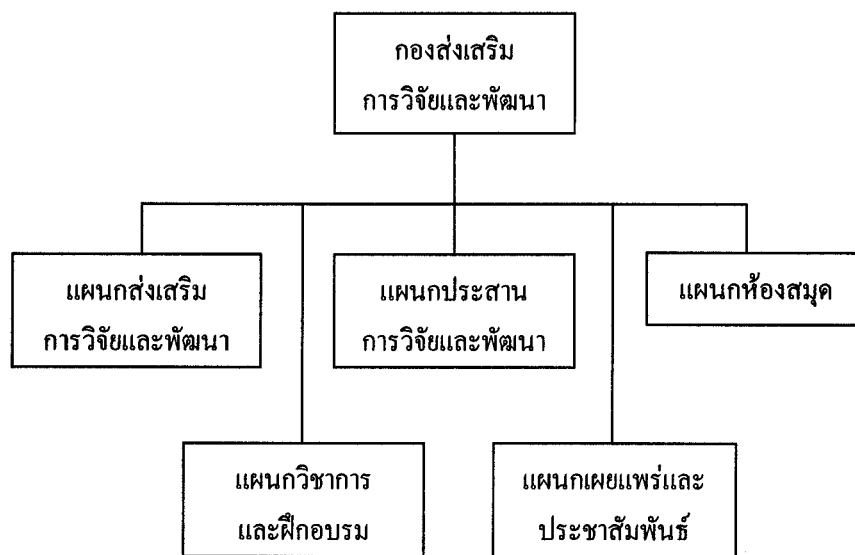 กองส่งเสริม
การวิจัยและพัฒนา
แผนกส่งเสริม
การวิจัยและพัฒนา
แผนกประสาน
การวิจัยและพัฒนา
แผนกห้องสมุด
แผนกวิชาการ
และฝึกอบรม
แผนกเผยแพร่และ
ประชาสัมพันธ์